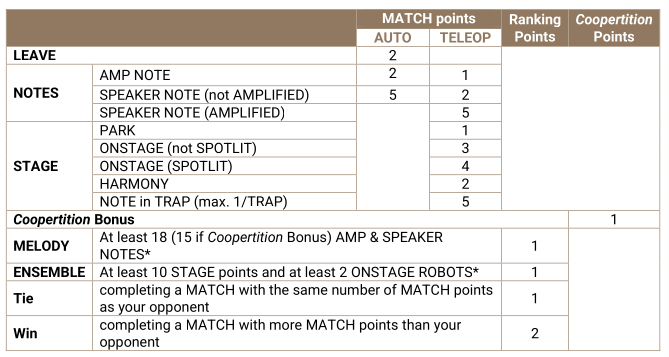 MATCH points Ranking Points Coopertition Points
AUTO TELEOP
LEAVE 2
NOTES
AMP NOTE 2 1
SPEAKER NOTE (not AMPLIFIED) 5 2
SPEAKER NOTE (AMPLIFIED) 5
STAGE
PARK 1
ONSTAGE (not SPOTLIT) 3
ONSTAGE (SPOTLIT) 4
HARMONY 2
NOTE in TRAP (max. 1/TRAP) 5
Coopertition Bonus 1
MELODY At least 18 (15 if Coopertition Bonus) AMP & SPEAKER
NOTES* 1
ENSEMBLE At least 10 STAGE points and at least 2 ONSTAGE ROBOTS* 1
Tie completing a MATCH with the same number of MATCH points
as your opponent 1
Win completing a MATCH with more MATCH points than your
opponent 2